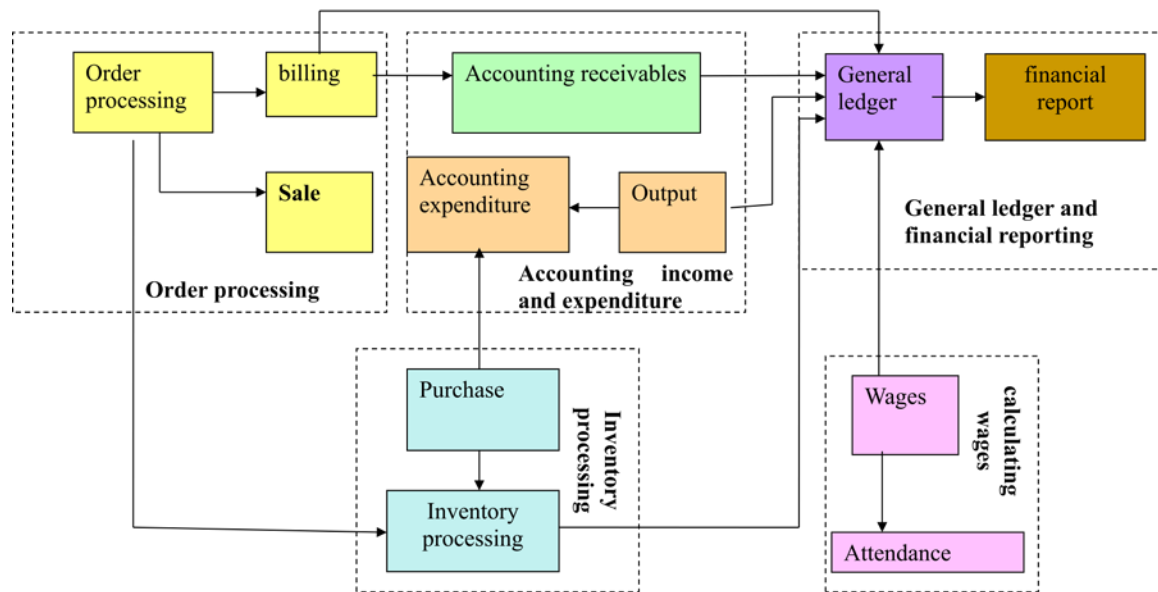 Order
processing
billing
Sale
Order processing
Accounting receivables
Accounting
expenditure
Output
Accounting income
and expenditure
General
ledger
financial
report
General ledger and
financial reporting
Purchase
Inventory
processing
Inventory
processing
Wages
Attendance
calculating
wages